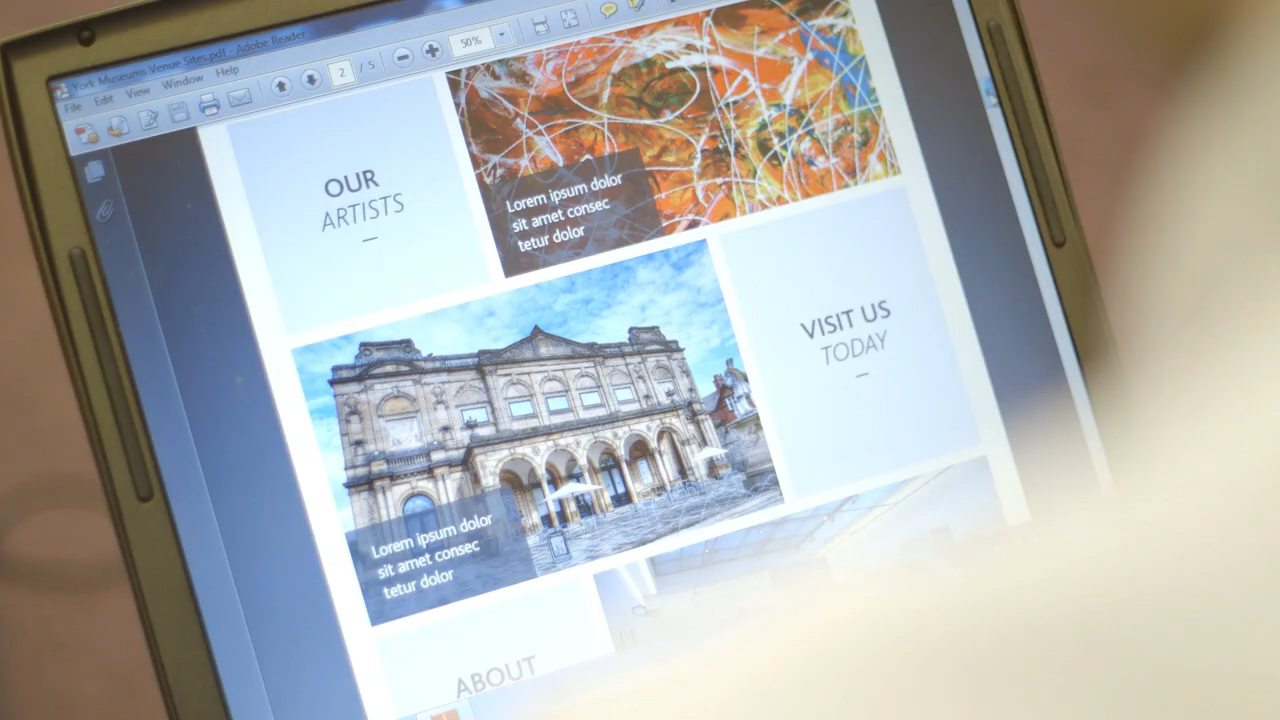 York Museums Venue Sites.pdf - Adobe Reader
File Edit View Window Help
2 / 5
50%
OUR
ARTISTS
Lorem ipsum dolor
sit amet consec
tetur dolor
VISIT US
TODAY
Lorem ipsum dolor
sit amet consec
tetur dolor
ABOUT